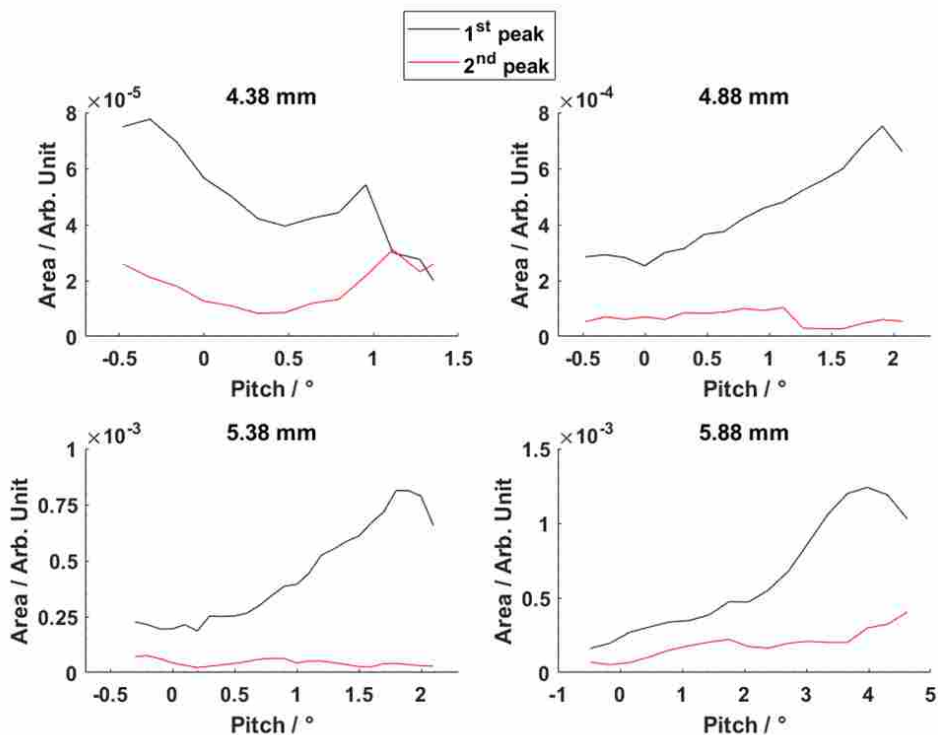 1st peak
2nd peak
×10-5
4.38 mm
8
6
4
2
0
Area / Arb. Unit
-0.5 0 0.5 1 1.5
Pitch / °
×10-4
4.88 mm
8
6
4
2
0
Area / Arb. Unit
-0.5 0 0.5 1 1.5 2
Pitch / °
×10-3
5.38 mm
1
0.75
0.5
0.25
0
Area / Arb. Unit
-0.5 0 0.5 1 1.5 2
Pitch / °
×10-3
5.88 mm
1.5
1
0.5
0
Area / Arb. Unit
-1 0 1 2 3 4 5
Pitch / °